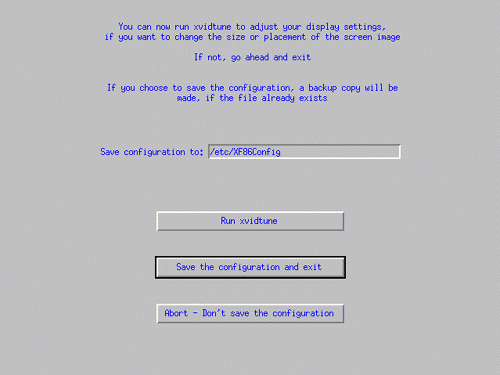 You can now run xvidtune to adjust your display settings,
if you want to change the size or placement of the screen image
If not, go ahead and exit
If you choose to save the configuration, a backup copy will be
made, if the file already exists
Save configuration to: /etc/XF86Config
Run xvidtune
Save the configuration and exit
Abort - Don't save the configuration